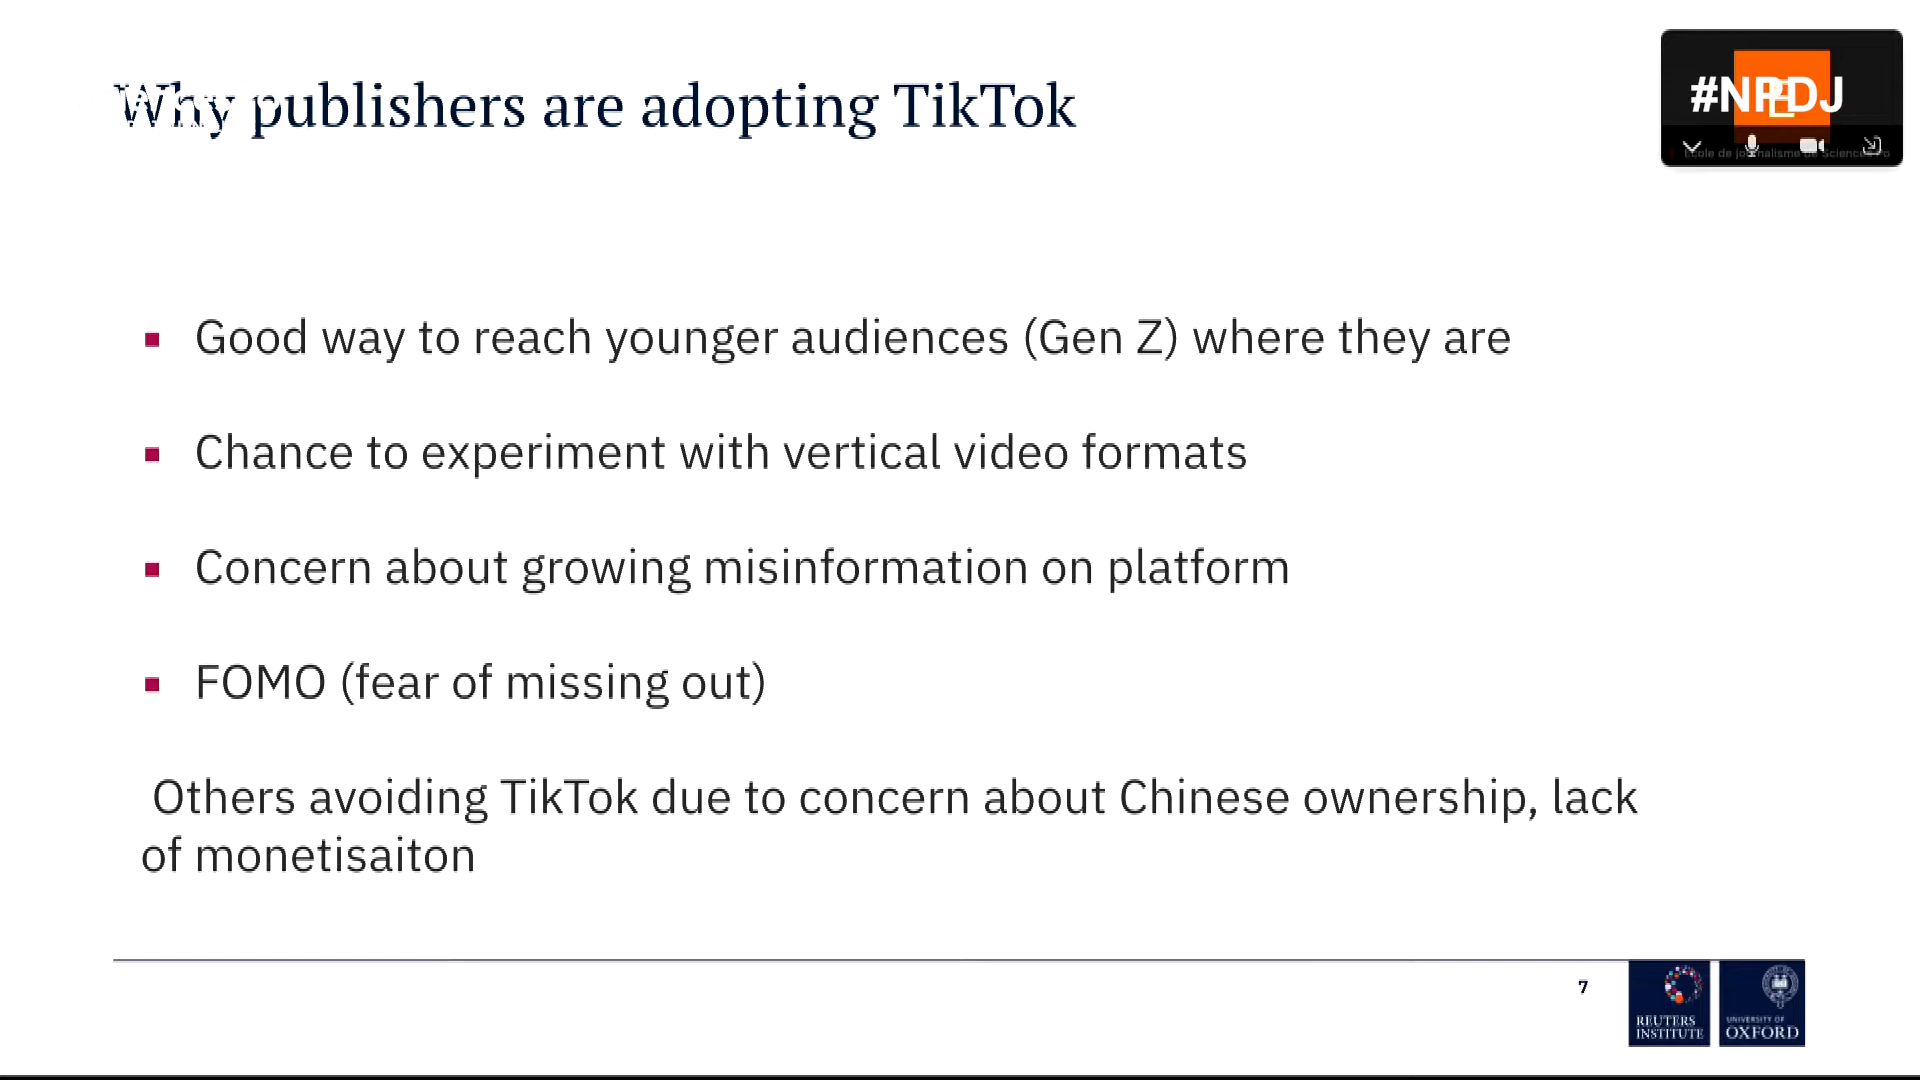 Why publishers are adopting TikTok
#NPDJ
École de journalisme de Sciences Po
Good way to reach younger audiences (Gen Z) where they are
Chance to experiment with vertical video formats
Concern about growing misinformation on platform
FOMO (fear of missing out)
Others avoiding TikTok due to concern about Chinese ownership, lack
of monetisaiton
7
REUTERS
INSTITUTE
UNIVERSITY OF
OXFORD